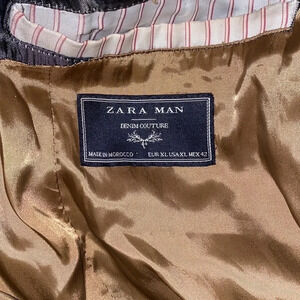 ZARA MAN
DENIM COUTURE
MADE IN MOROCCO EUR XL USA XL MEX 42